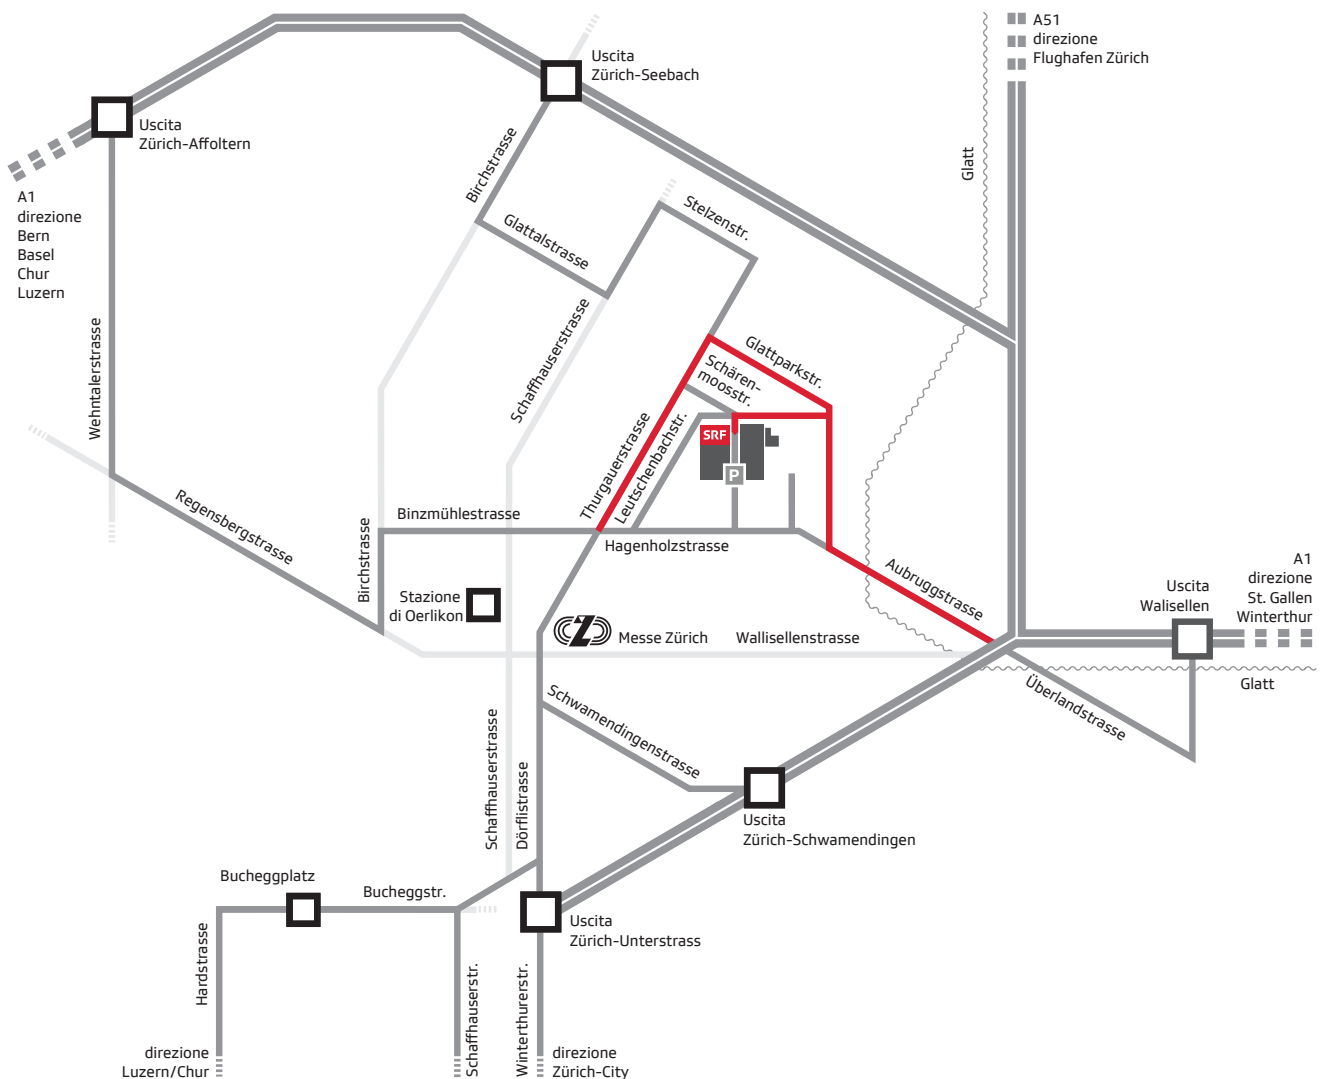 A51
direzione
Flughafen Zürich
Uscita
Zürich-Seebach
Uscita
Zürich-Affoltern
A1
direzione
Bern
Basel
Chur
Luzern
Birchstrasse
Glatt
Stelzenstr.
Glattalstrasse
Schaffhauserstrasse
Wehntalerstrasse
Glattparkstr.
Schären-
moosstr.
Thurgauerstrasse
Leutschenbachstr.
SRF
P
Regensbergstrasse
Binzmühlestrasse
Hagenholzstrasse
Birchstrasse
Aubruggstrasse
Stazione
di Oerlikon
Messe Zürich
Wallisellenstrasse
Uscita
Walisellen
A1
direzione
St. Gallen
Winterthur
Glatt
Überlandstrasse
Schwamendingenstrasse
Schaffhauserstrasse
Dörflistrasse
Uscita
Zürich-Schwamendingen
Bucheggplatz
Bucheggstr.
Uscita
Zürich-Unterstrass
Hardstrasse
Schaffhauserstr.
Winterthurerstr.
direzione
Luzern/Chur
direzione
Zürich-City